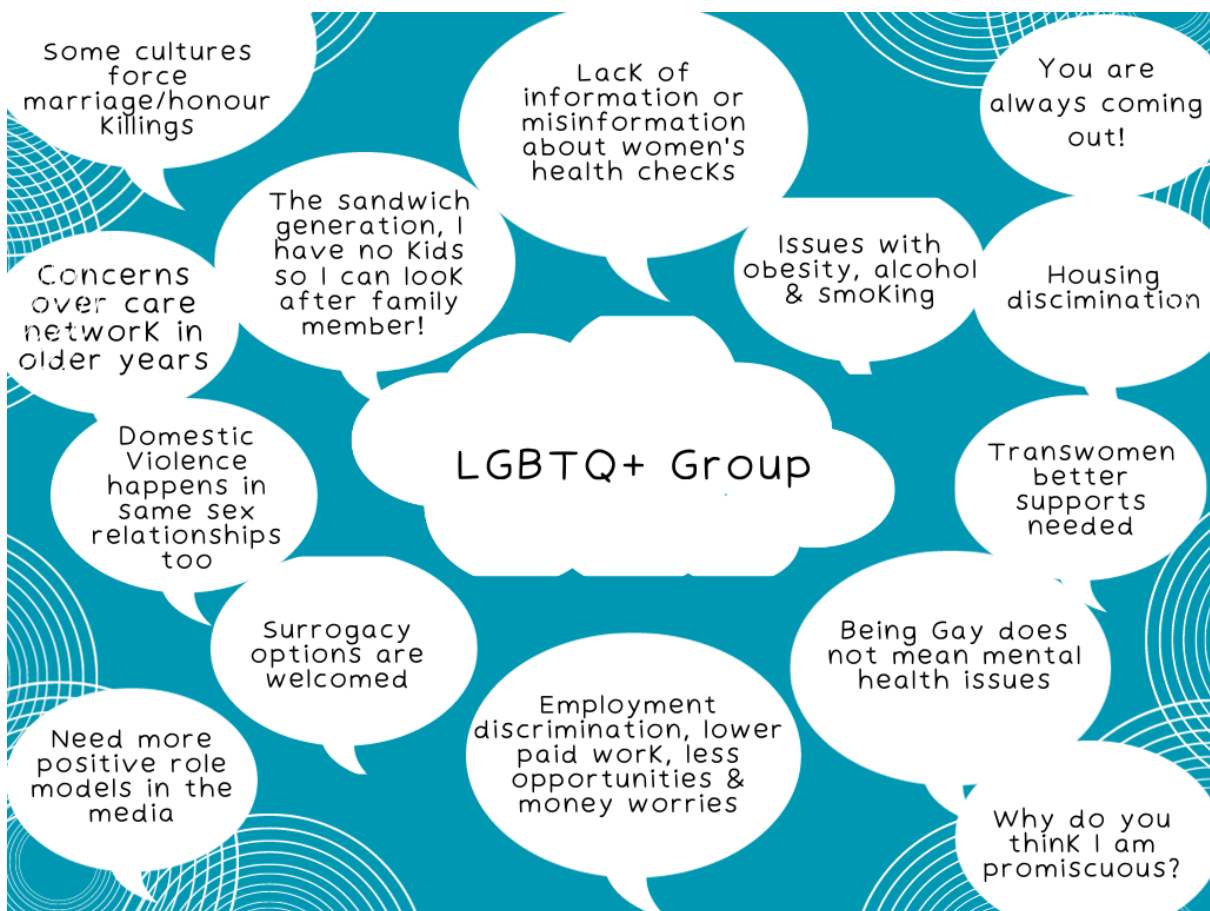 Some cultures
force
marriage/honour
Killings
Lack of
information or
misinformation
about women's
health checks
You are
always coming
out!
The sandwich
generation, I
have no kids
so I can look
after family
member!
Issues with
obesity, alcohol
& smoking
Housing
discimination
Concerns
over care
network in
older years
Domestic
Violence
happens in
same sex
relationships
too
LGBTQ+ Group
Transwomen
better
supports
needed
Surrogacy
options are
welcomed
Being Gay does
not mean mental
health issues
Employment
discrimination, lower
paid work, less
opportunities &
money worries
Need more
positive role
models in the
media
Why do you
think I am
promiscuous?